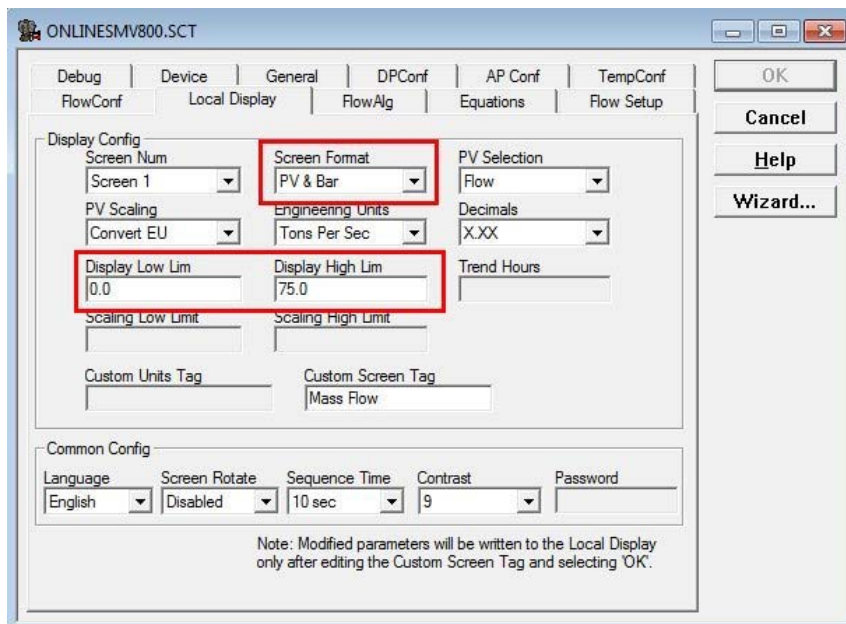 ONLINESMV800.SCT
Debug Device General DPConf AP Conf TempConf
FlowConf Local Display FlowAlg Equations Flow Setup
OK
Cancel
Help
Wizard...
Display Config
Screen Num Screen Format PV Selection
Screen 1 PV & Bar Flow
PV Scaling Engineering Units Decimals
Convert EU Tons Per Sec X.XX
Display Low Lim Display High Lim Trend Hours
0.0 75.0
Scaling Low Limit Scaling High Limit
Custom Units Tag Custom Screen Tag
Mass Flow
Common Config
Language Screen Rotate Sequence Time Contrast Password
English Disabled 10 sec 9
Note: Modified parameters will be written to the Local Display
only after editing the Custom Screen Tag and selecting 'OK'.